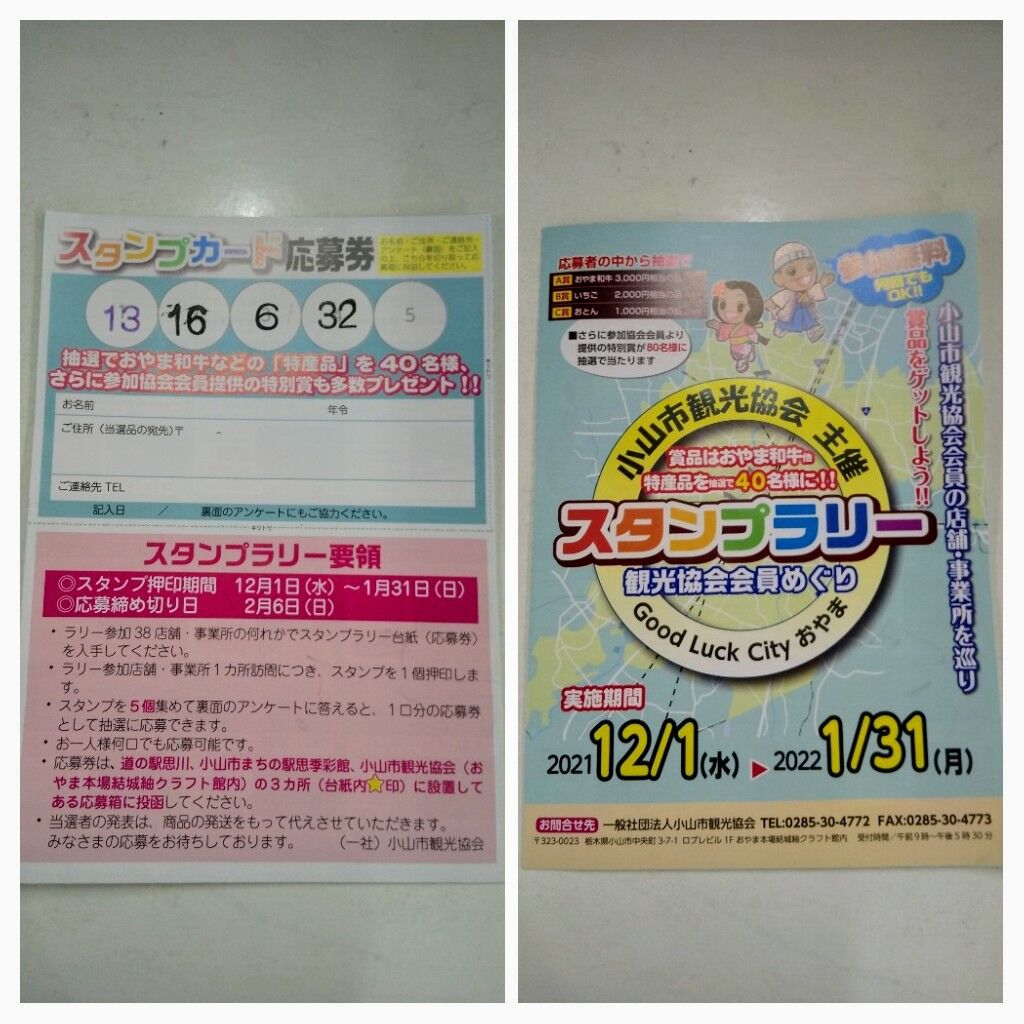 スタンプカード応募券
お名前・ご住所・ご連絡先・
アンケート（裏面）をご記入
の上、こちらを切り取って応
募箱に投函してください。
13 16 6 32 5
抽選でおやま和牛などの「特産品」を40名様、
さらに参加協会会員提供の特別賞も多数プレゼント!!
お名前 年令
ご住所（当選品の宛先）〒 -
ご連絡先 TEL
記入日 / 裏面のアンケートにもご協力ください。
キリトリ
スタンプラリー要領
◎スタンプ押印期間 12月1日（水）～1月31日（日）
◎応募締め切り日 2月6日（日）
・ラリー参加38店舗・事業所の何れかでスタンプラリー台紙（応募券）
を入手してください。
・ラリー参加店舗・事業所1カ所訪問につき、スタンプを1個押印しま
す。
・スタンプを5個集めて裏面のアンケートに答えると、1口分の応募券
として抽選に応募できます。
・お一人様何口でも応募可能です。
・応募券は、道の駅思川、小山市まちの駅思季彩館、小山市観光協会（お
やま本場結城紬クラフト館内）の3カ所（台紙内☆印）に設置して
ある応募箱に投函してください。
・当選者の発表は、商品の発送をもって代えさせていただきます。
みなさまの応募をお待ちしております。 （一社）小山市観光協会
応募者の中から抽選で
A賞 おやま和牛 3,000円相当の
B賞 いちご 2,000円相当の
C賞 おとん 1,000円相当の
■さらに参加協会会員より
提供の特別賞が80名様に
抽選で当たります
参加無料
何回でも
OK!!
小山市観光協会会員の店舗・事業所を巡り
賞品をゲットしよう!!
小山市観光協会 主催
賞品はおやま和牛他
特産品を抽選で40名様に!!
スタンプラリー
観光協会会員めぐり
Good Luck City おやま
実施期間
2021 12/1(水) ▶ 2022 1/31(月)
お問合せ先 一般社団法人小山市観光協会 TEL:0285-30-4772 FAX:0285-30-4773
〒323-0023 栃木県小山市中央町3-7-1 ロブレビル1F おやま本場結城紬クラフト館内 受付時間／午前9時～午後5時30分